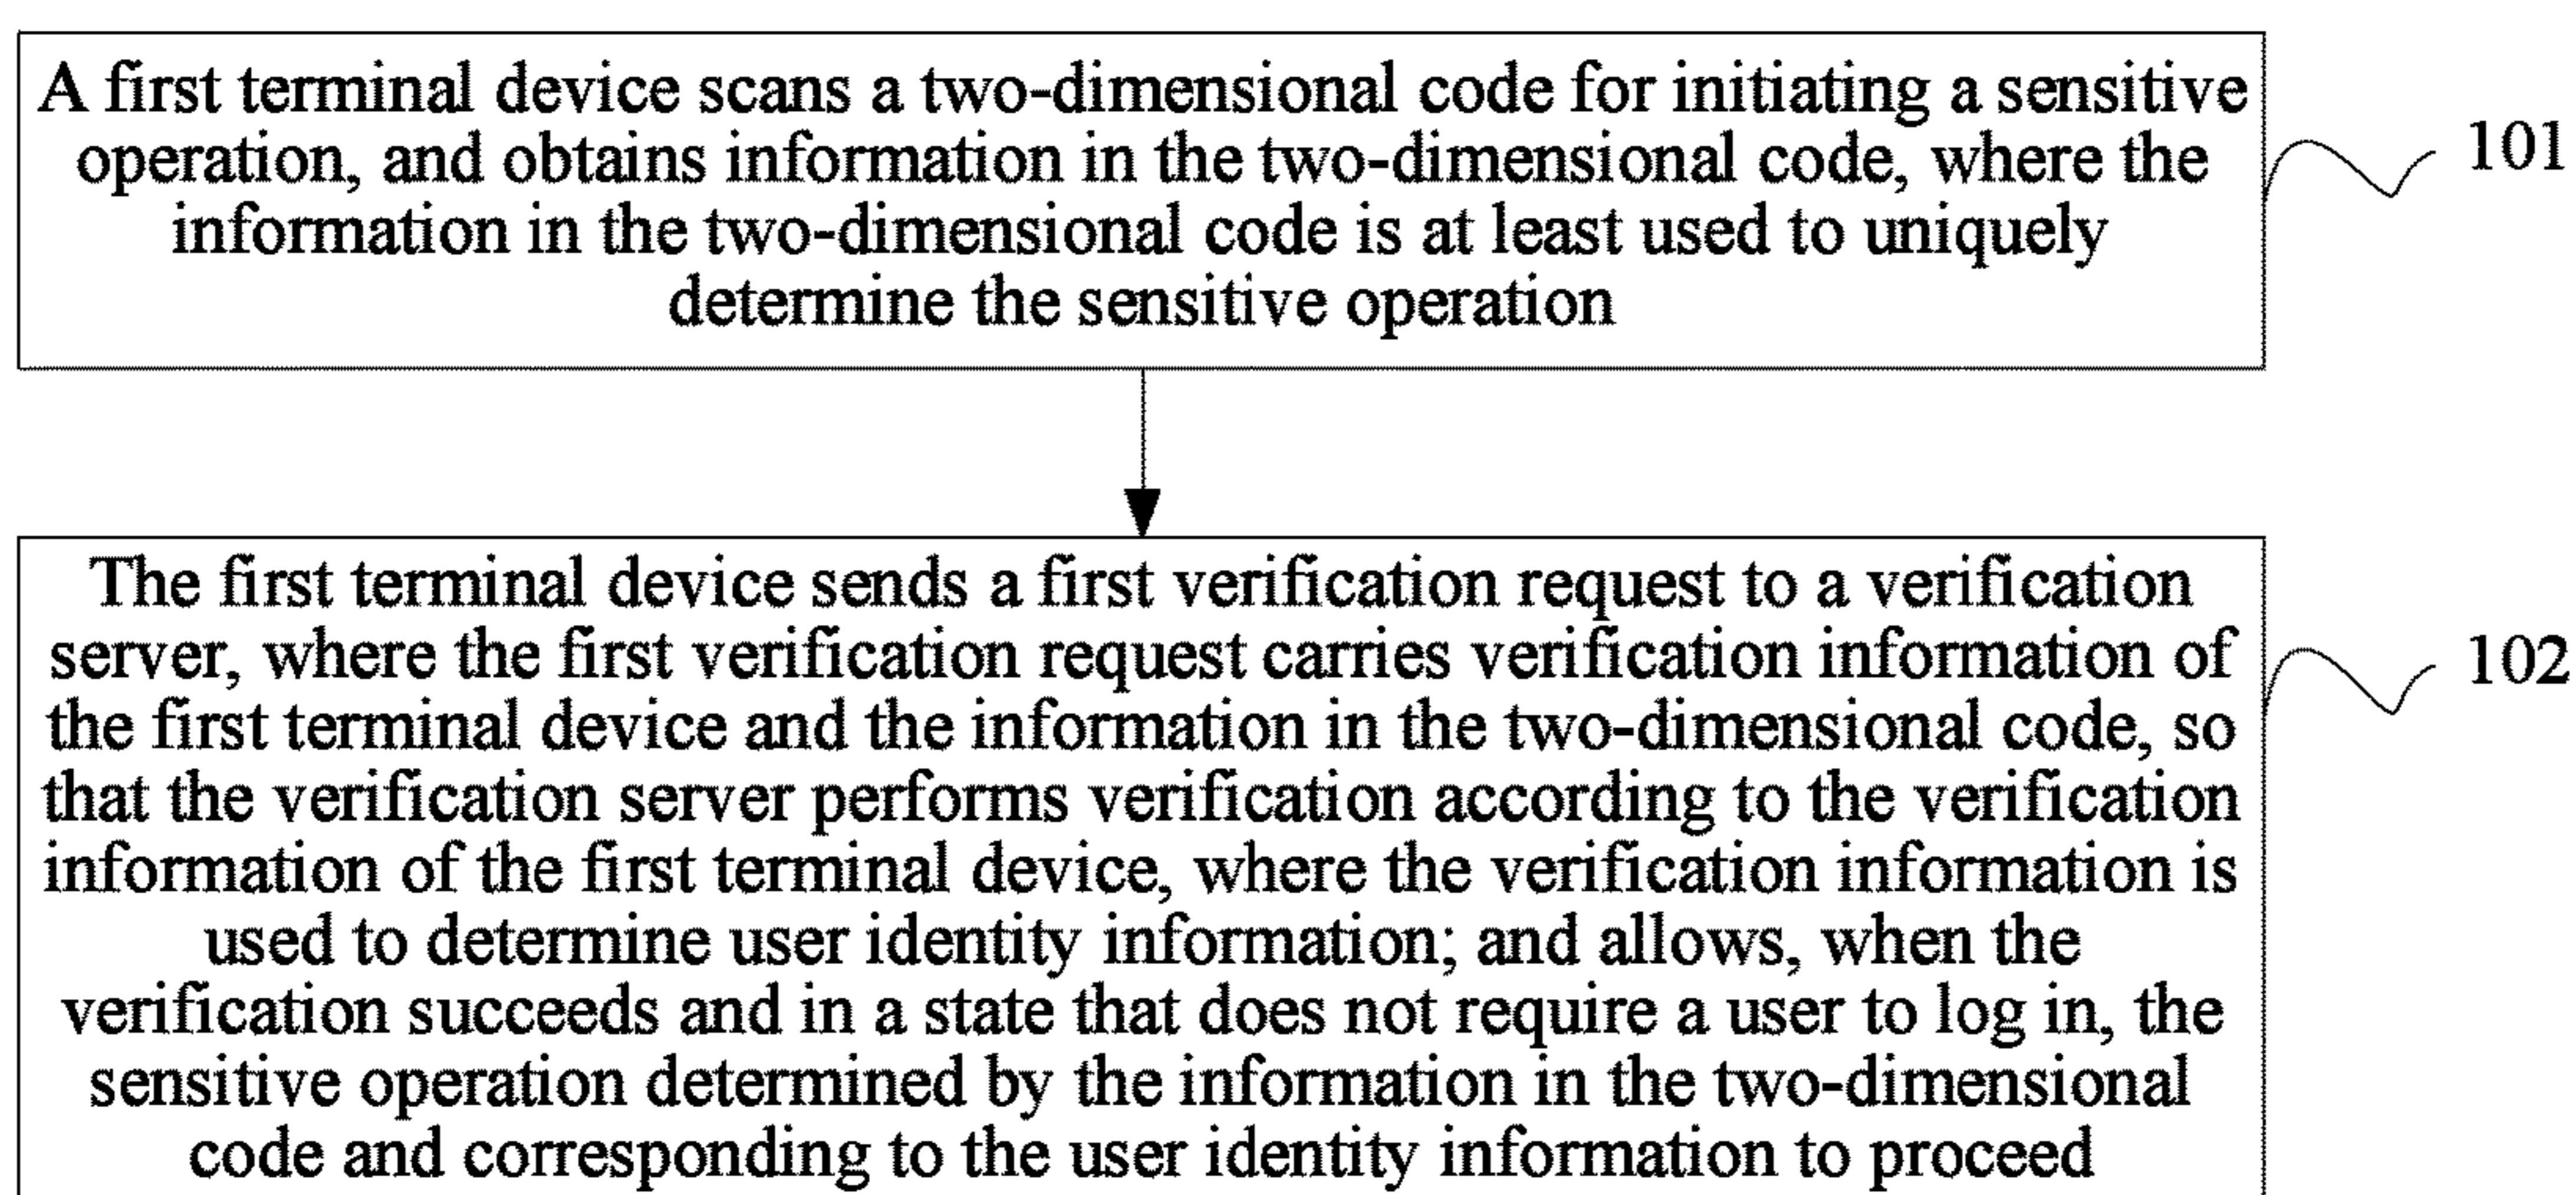 A first terminal device scans a two-dimensional code for initiating a sensitive
operation, and obtains information in the two-dimensional code, where the
information in the two-dimensional code is at least used to uniquely
determine the sensitive operation
101
The first terminal device sends a first verification request to a verification
server, where the first verification request carries verification information of
the first terminal device and the information in the two-dimensional code, so
that the verification server performs verification according to the verification
information of the first terminal device, where the verification information is
used to determine user identity information; and allows, when the
verification succeeds and in a state that does not require a user to log in, the
sensitive operation determined by the information in the two-dimensional
code and corresponding to the user identity information to proceed
102